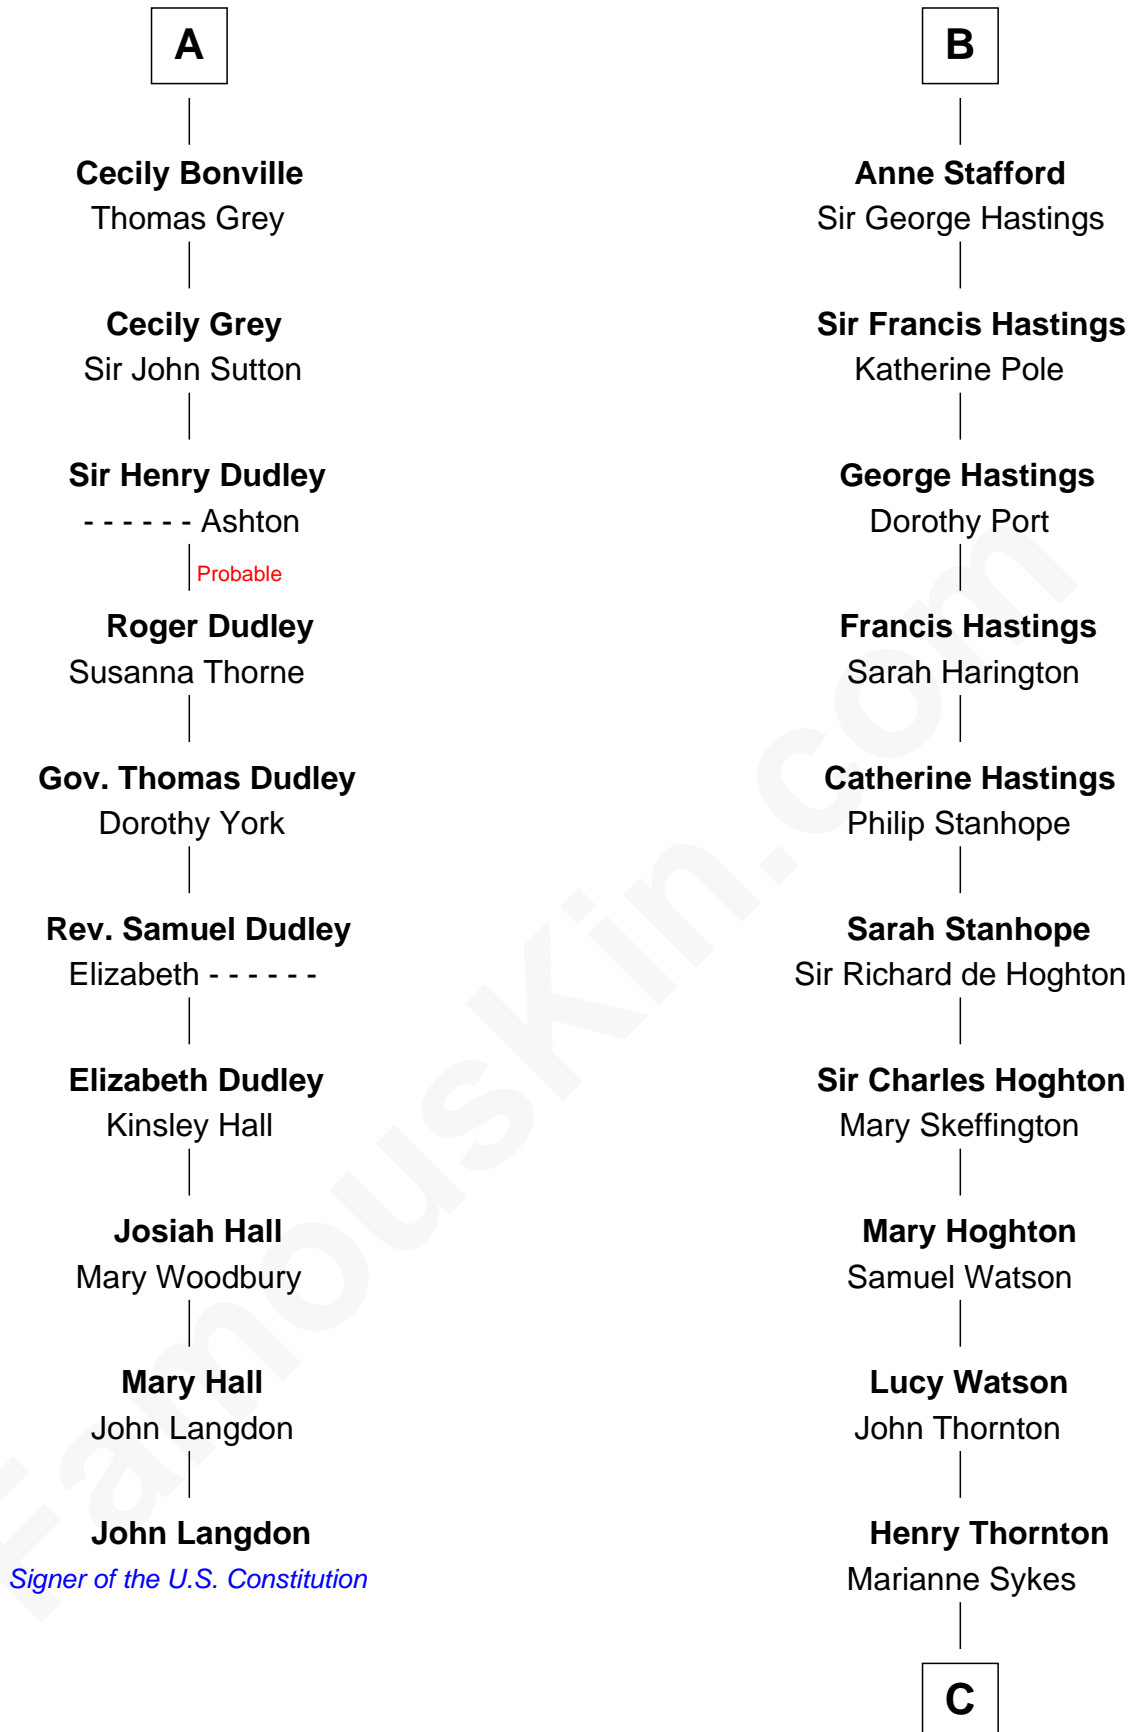 A
Cecily Bonville
Thomas Grey
Cecily Grey
Sir John Sutton
Sir Henry Dudley
- - - - - - Ashton
Probable
Roger Dudley
Susanna Thorne
Gov. Thomas Dudley
Dorothy York
Rev. Samuel Dudley
Elizabeth - - - - - -
Elizabeth Dudley
Kinsley Hall
Josiah Hall
Mary Woodbury
Mary Hall
John Langdon
John Langdon
Signer of the U.S. Constitution
B
Anne Stafford
Sir George Hastings
Sir Francis Hastings
Katherine Pole
George Hastings
Dorothy Port
Francis Hastings
Sarah Harington
Catherine Hastings
Philip Stanhope
Sarah Stanhope
Sir Richard de Hoghton
Sir Charles Hoghton
Mary Skeffington
Mary Hoghton
Samuel Watson
Lucy Watson
John Thornton
Henry Thornton
Marianne Sykes
C
FamousKin.com